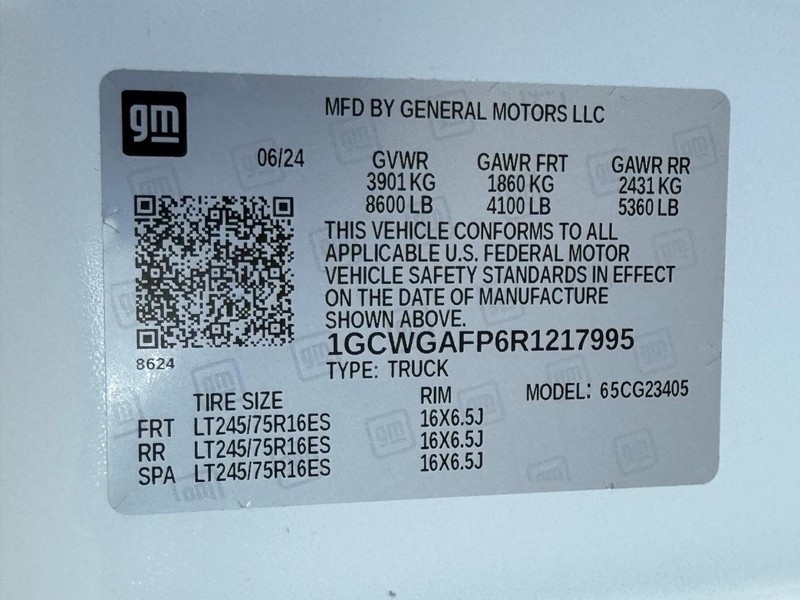 gm
MFD BY GENERAL MOTORS LLC
06/24 GVWR GAWR FRT GAWR RR
3901 KG 1860 KG 2431 KG
8600 LB 4100 LB 5360 LB
THIS VEHICLE CONFORMS TO ALL
APPLICABLE U.S. FEDERAL MOTOR
VEHICLE SAFETY STANDARDS IN EFFECT
ON THE DATE OF MANUFACTURE
SHOWN ABOVE.
1GCWGAFP6R1217995
8624
TYPE: TRUCK
TIRE SIZE RIM MODEL: 65CG23405
FRT LT245/75R16ES 16X6.5J
RR LT245/75R16ES 16X6.5J
SPA LT245/75R16ES 16X6.5J